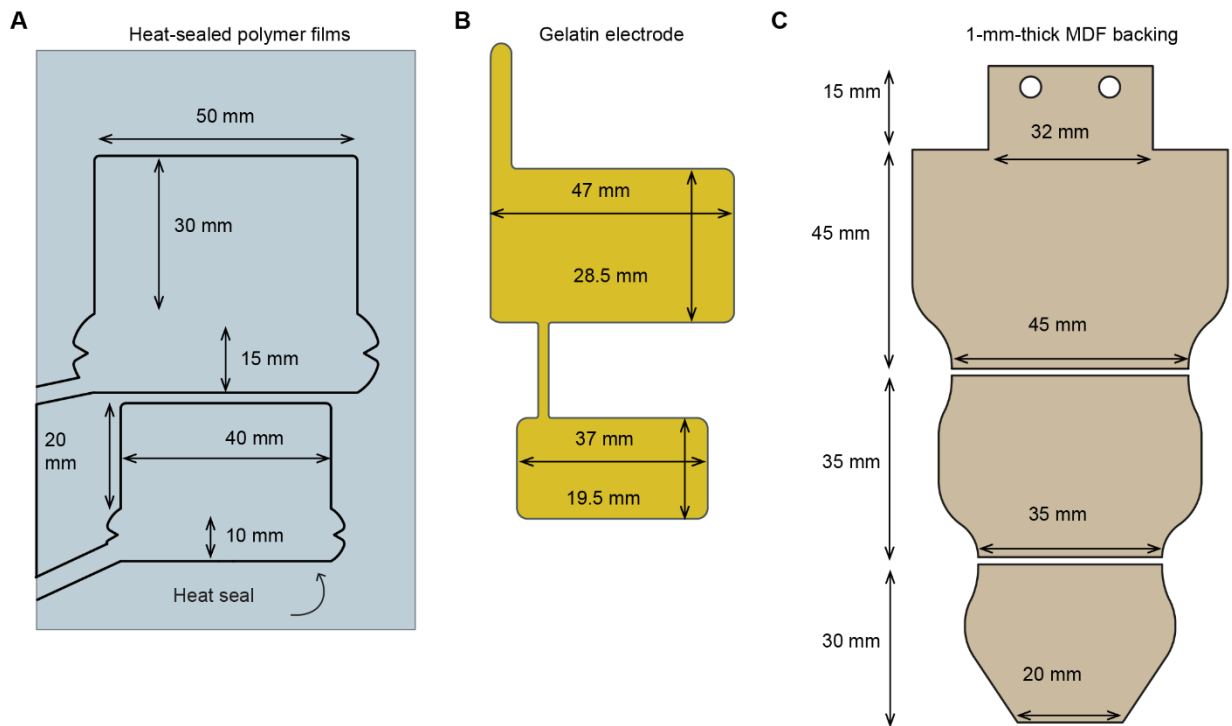 A
Heat-sealed polymer films
50 mm
30 mm
15 mm
20
mm
40 mm
10 mm
Heat seal
B
Gelatin electrode
47 mm
28.5 mm
37 mm
19.5 mm
C
1-mm-thick MDF backing
15 mm
32 mm
45 mm
45 mm
35 mm
35 mm
30 mm
20 mm